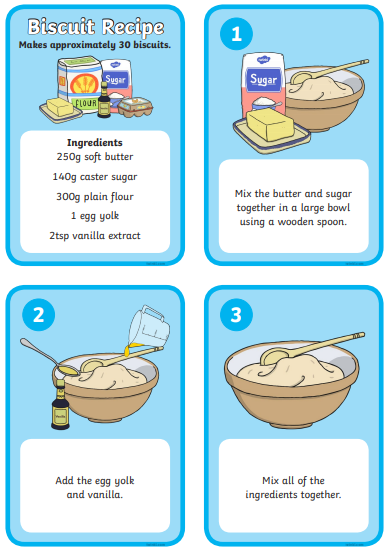 Biscuit Recipe
Makes approximately 30 biscuits.
Sugar
FLOUR
Ingredients
250g soft butter
140g caster sugar
300g plain flour
1 egg yolk
2tsp vanilla extract
1
Sugar
Mix the butter and sugar
together in a large bowl
using a wooden spoon.
2
Add the egg yolk
and vanilla.
3
Mix all of the
ingredients together.